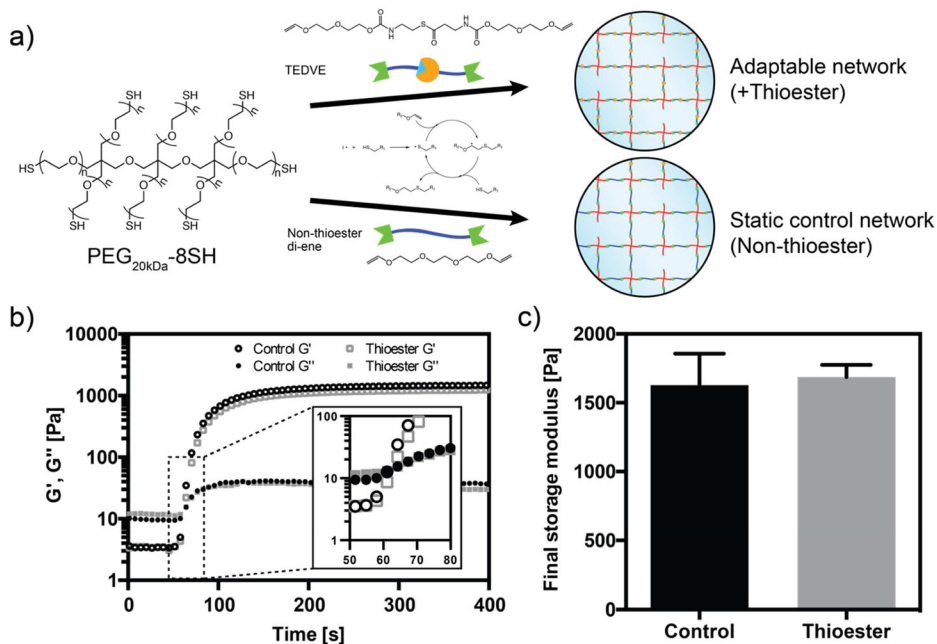 a)
TEDVE
Adaptable network
(+Thioester)
PEG20kDa-8SH
Non-thioester
di-ene
Static control network
(Non-thioester)
b)
Control G'
Control G"
Thioester G'
Thioester G"
G', G" [Pa]
10000
1000
100
10
1
0
100
200
300
400
Time [s]
100
10
1
50
60
70
80
c)
Final storage modulus [Pa]
2000
1500
1000
500
0
Control
Thioester